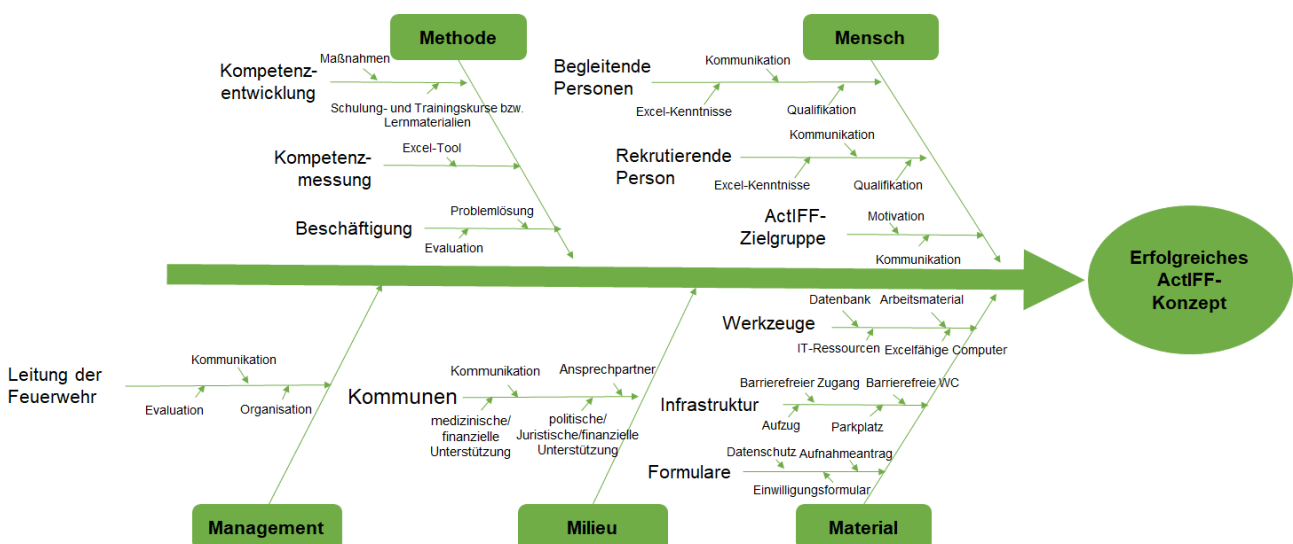 Methode
Mensch
Maßnahmen
Kompetenz-
entwicklung
Schulung- und Trainingskurse bzw.
Lernmaterialien
Excel-Tool
Kompetenz-
messung
Problemlösung
Beschäftigung
Evaluation
Kommunikation
Begleitende
Personen
Excel-Kenntnisse
Qualifikation
Kommunikation
Rekrutierende
Person
Excel-Kenntnisse
Qualifikation
ActIFF-
Zielgruppe
Motivation
Kommunikation
Erfolgreiches
ActIFF-
Konzept
Kommunikation
Leitung der
Feuerwehr
Evaluation
Organisation
Kommunikation
Ansprechpartner
Kommunen
medizinische/
finanzielle
Unterstützung
politische/
Juristische/finanzielle
Unterstützung
Datenbank
Arbeitsmaterial
Werkzeuge
IT-Ressourcen
Excelfähige Computer
Barrierefreier Zugang
Barrierefreie WC
Infrastruktur
Aufzug
Parkplatz
Datenschutz
Aufnahmeantrag
Formulare
Einwilligungsformular
Management
Milieu
Material